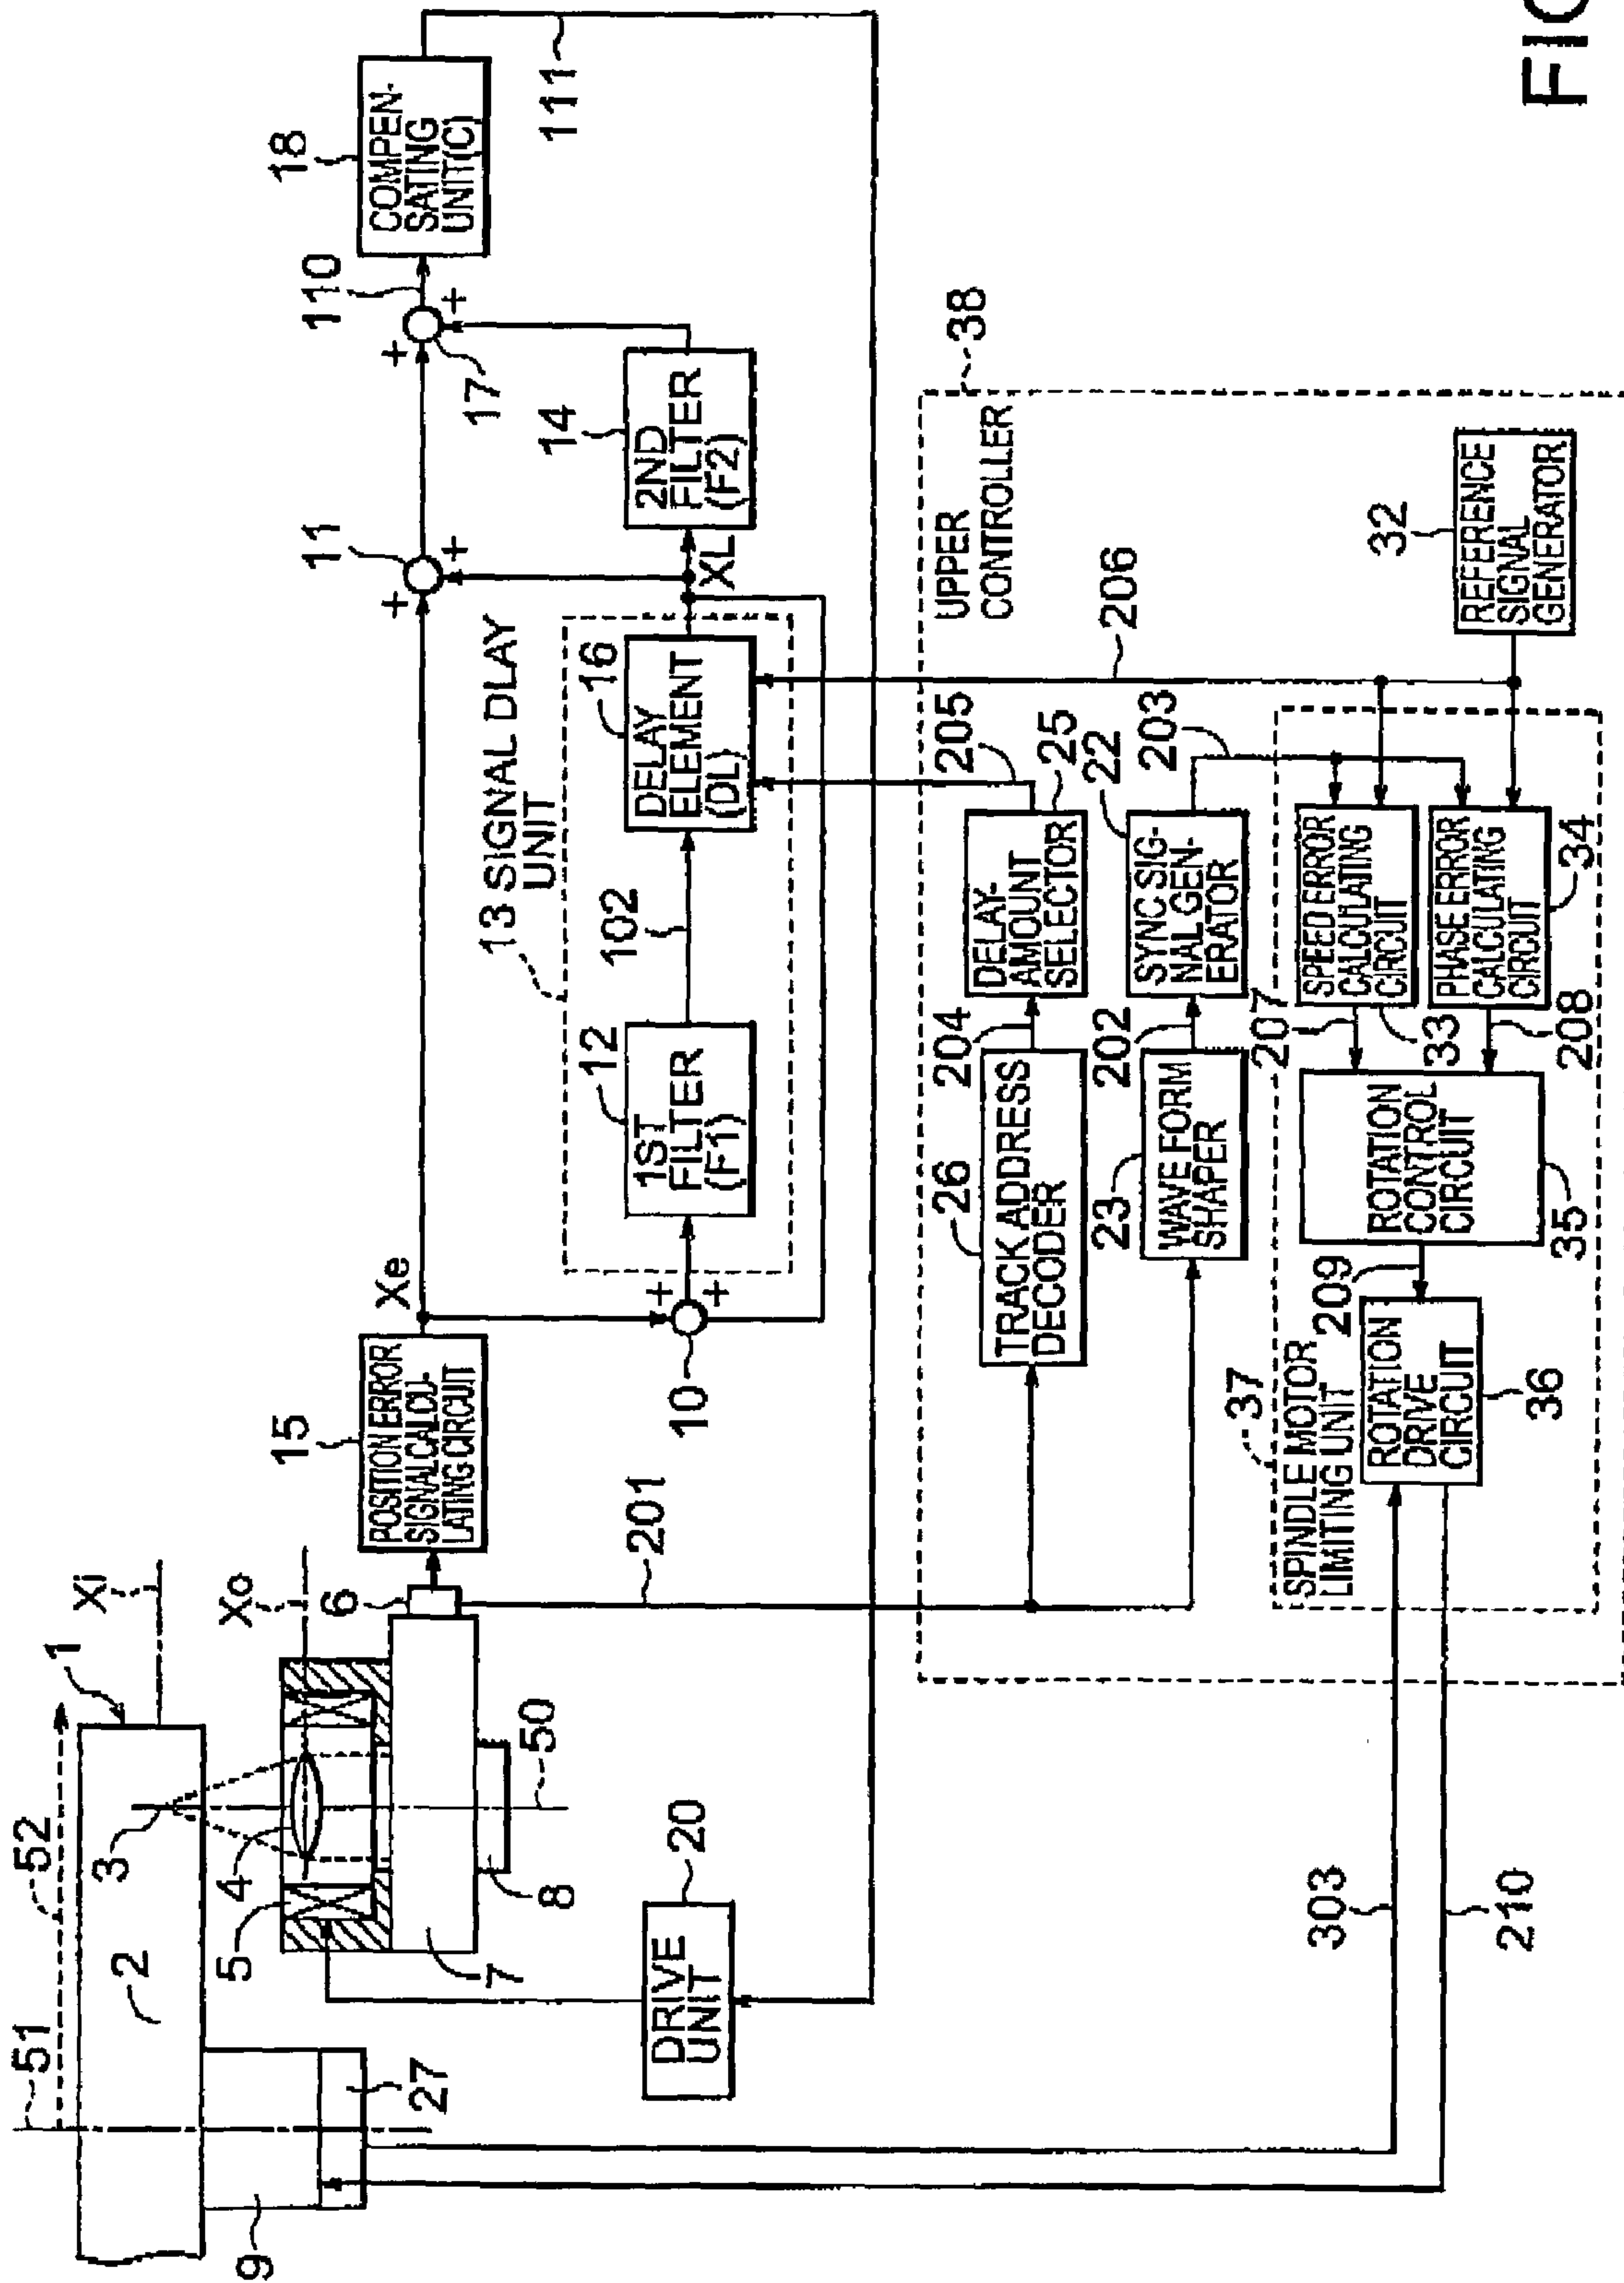 51
52
1
Xi
3
2
4
5
Xo
6
7
8
50
9
27
20
DRIVE
UNIT
15
POSITION ERROR
SIGNAL CALCU-
LATING CIRCUIT
Xe
11
+
+
17
+
+
110
18
COMPEN-
SATING
UNIT(C)
111
10
+
+
13 SIGNAL DLAY
UNIT
12
1ST
FILTER
(F1)
102
16
DELAY
ELEMENT
(DL)
XL
14
2ND
FILTER
(F2)
201
38
UPPER
CONTROLLER
26
TRACK ADDRESS
DECODER
204
25
DELAY-
AMOUNT
SELECTOR
205
206
23
WAVE FORM
SHAPER
202
22
SYNC SIG-
NAL GEN-
ERATOR
203
32
REFERENCE
SIGNAL
GENERATOR
37
SPINDLE MOTOR
LIMITING UNIT
36
ROTATION
DRIVE
CIRCUIT
209
35
ROTATION
CONTROL
CIRCUIT
207
33
SPEED ERROR
CALCULATING
CIRCUIT
208
34
PHASE ERROR
CALCULATING
CIRCUIT
303
210